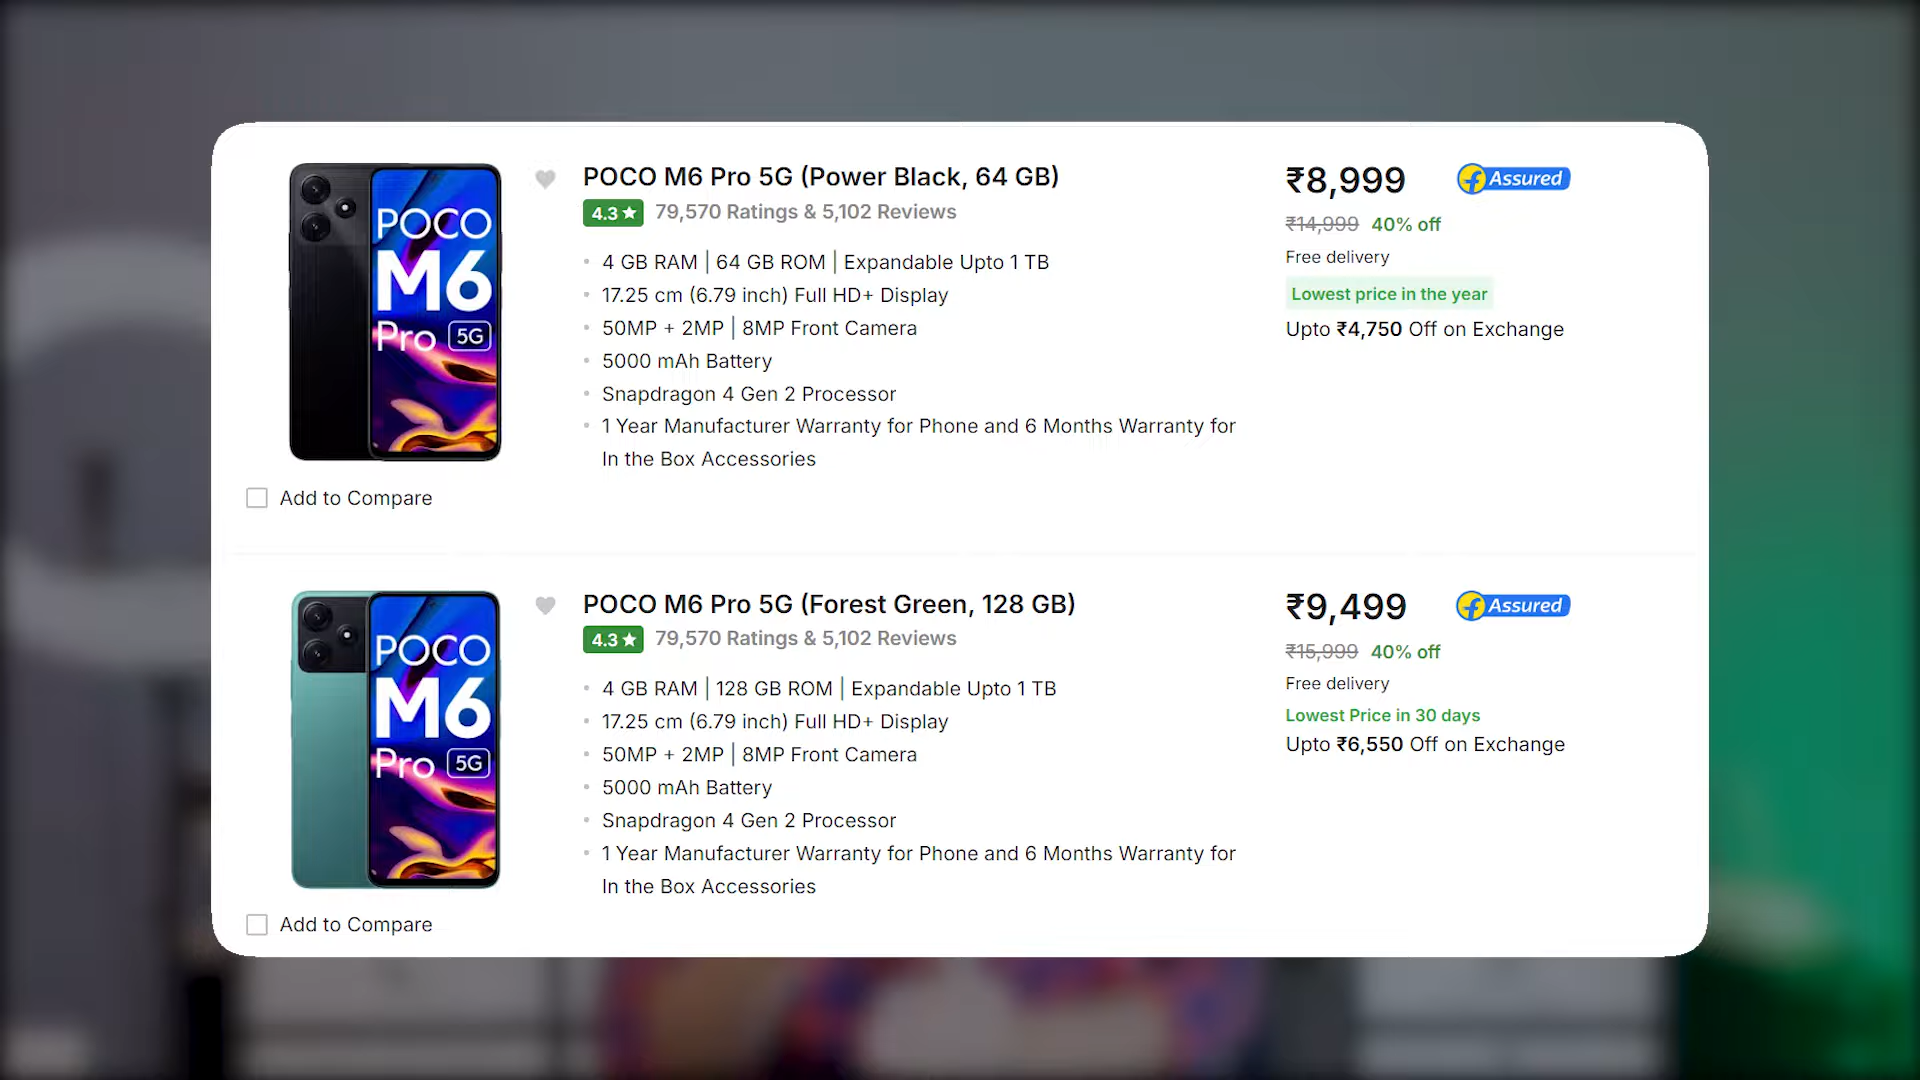 POCO
M6
Pro 5G
POCO M6 Pro 5G (Power Black, 64 GB)
4.3★ 79,570 Ratings & 5,102 Reviews
4 GB RAM | 64 GB ROM | Expandable Upto 1 TB
17.25 cm (6.79 inch) Full HD+ Display
50MP + 2MP | 8MP Front Camera
5000 mAh Battery
Snapdragon 4 Gen 2 Processor
1 Year Manufacturer Warranty for Phone and 6 Months Warranty for
In the Box Accessories
₹8,999 Assured
₹14,999 40% off
Free delivery
Lowest price in the year
Upto ₹4,750 Off on Exchange
Add to Compare
POCO
M6
Pro 5G
POCO M6 Pro 5G (Forest Green, 128 GB)
4.3★ 79,570 Ratings & 5,102 Reviews
4 GB RAM | 128 GB ROM | Expandable Upto 1 TB
17.25 cm (6.79 inch) Full HD+ Display
50MP + 2MP | 8MP Front Camera
5000 mAh Battery
Snapdragon 4 Gen 2 Processor
1 Year Manufacturer Warranty for Phone and 6 Months Warranty for
In the Box Accessories
₹9,499 Assured
₹15,999 40% off
Free delivery
Lowest Price in 30 days
Upto ₹6,550 Off on Exchange
Add to Compare